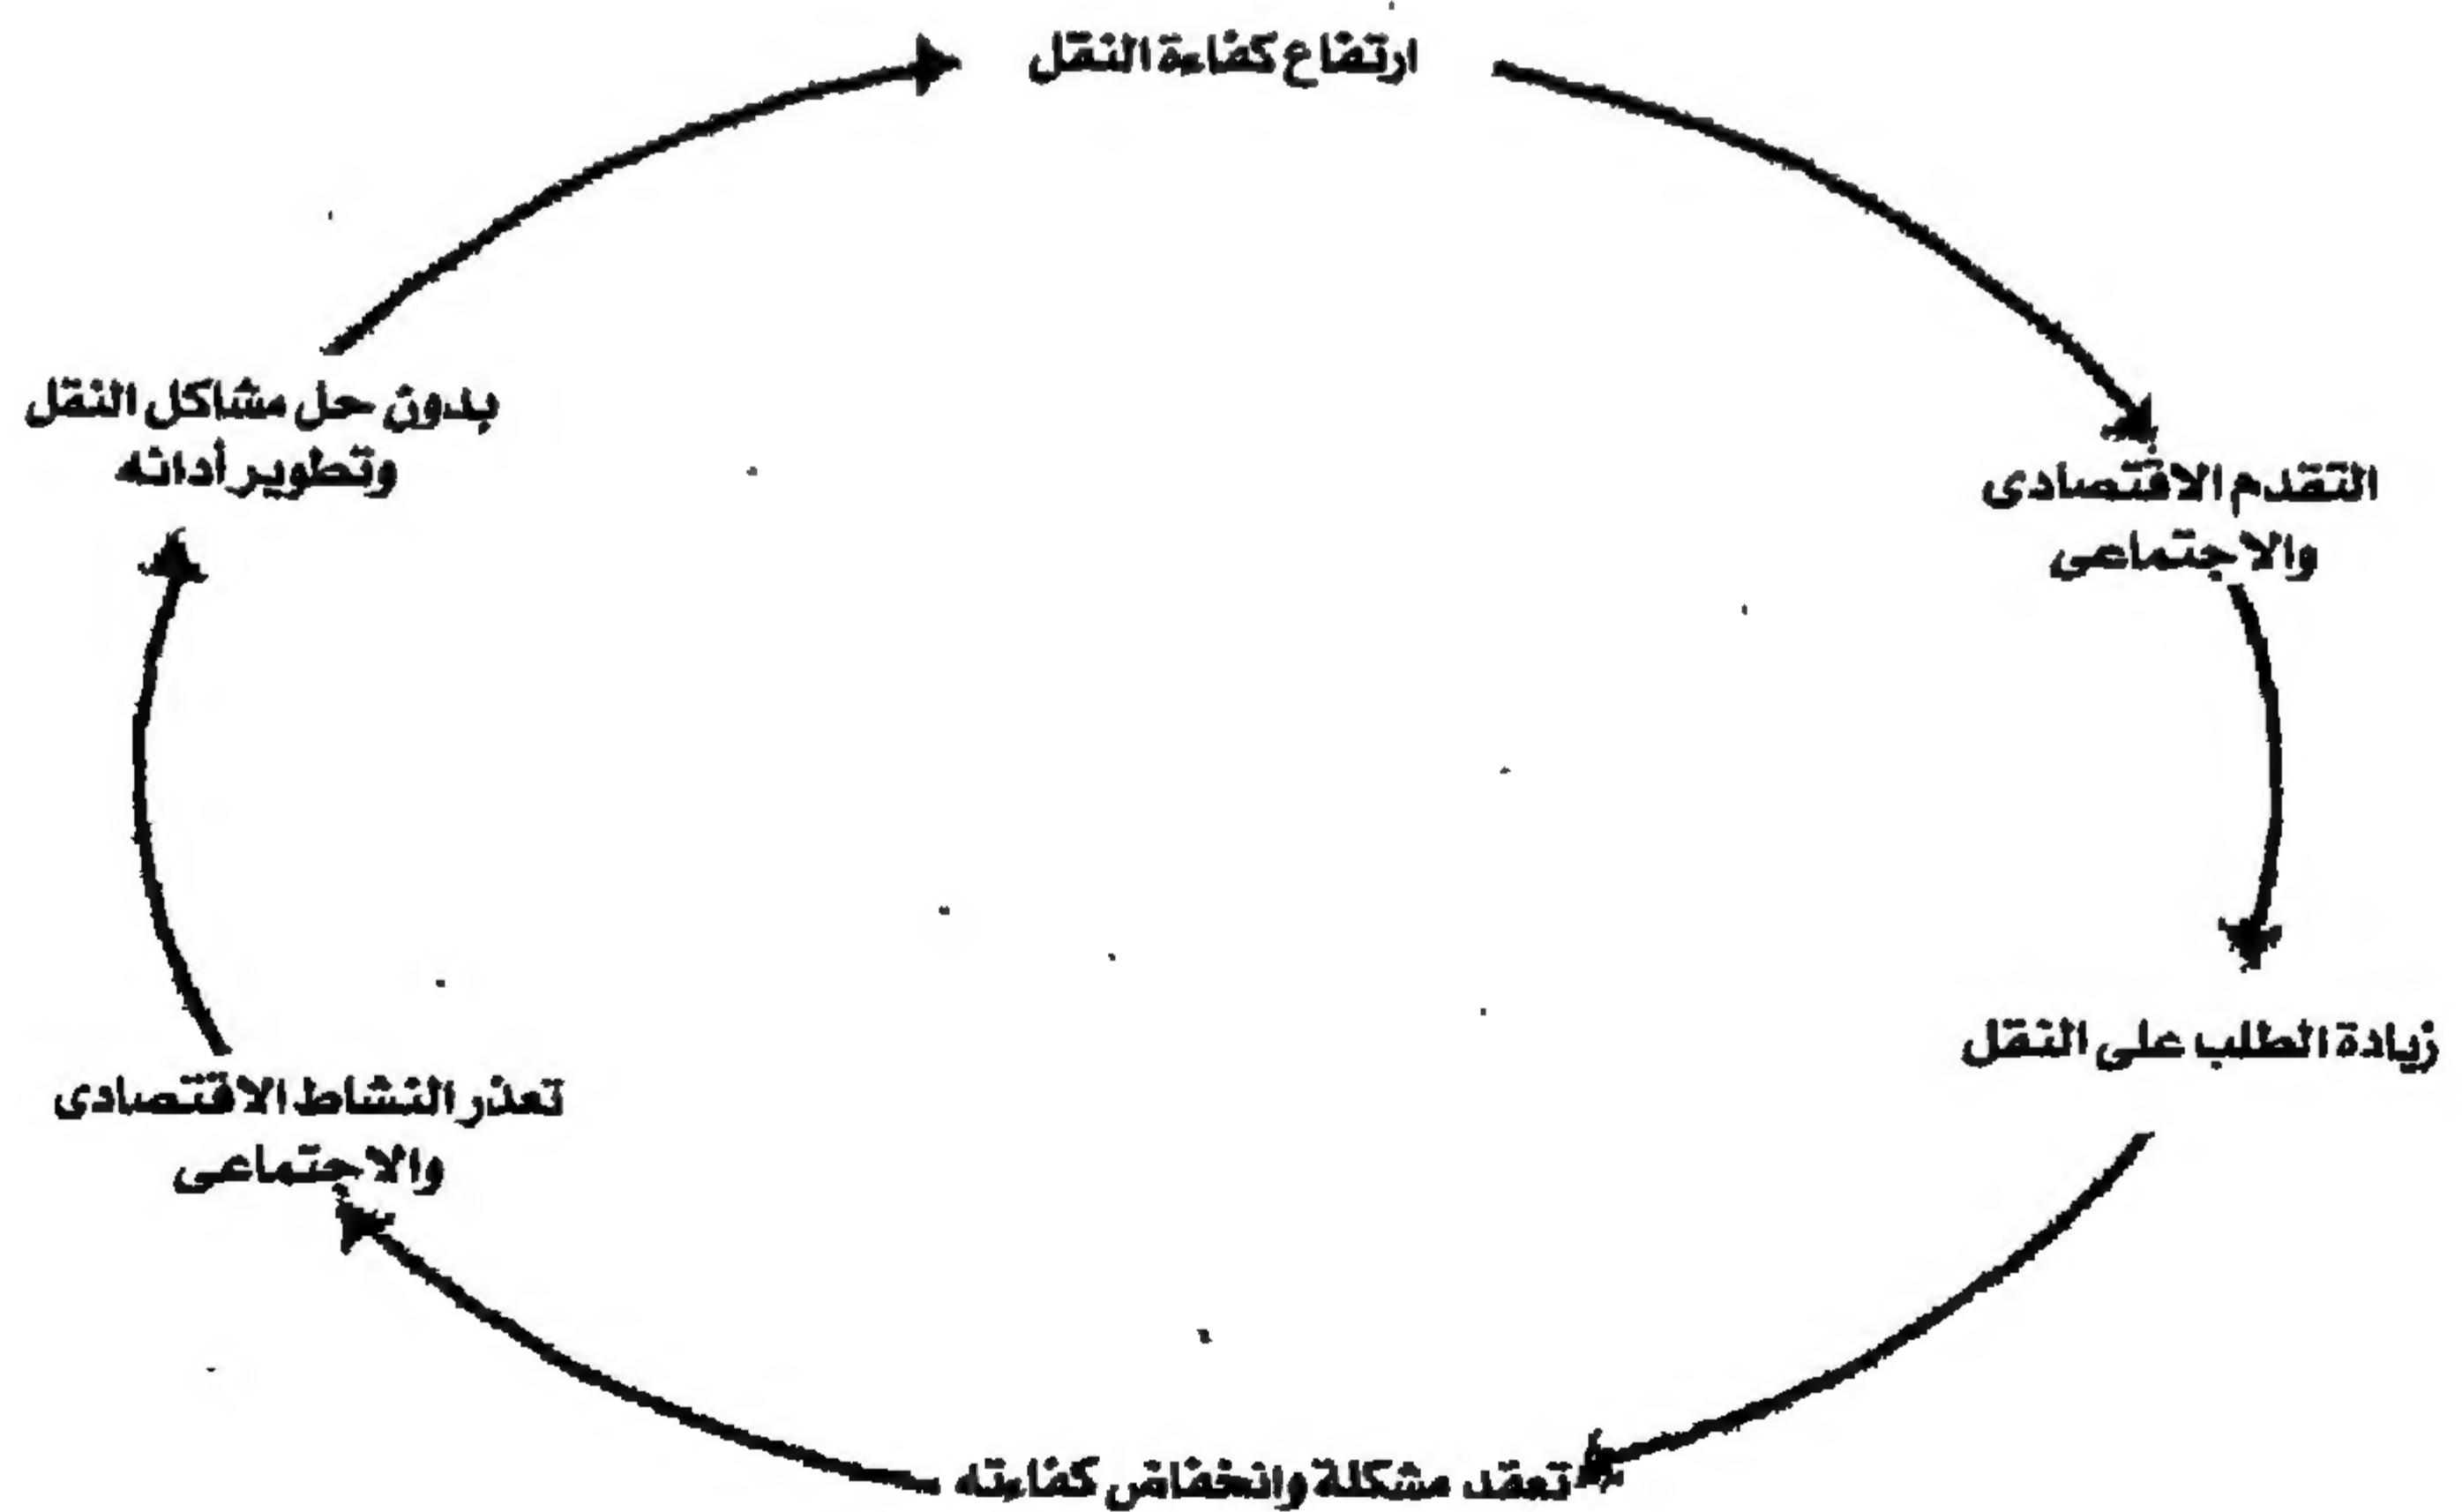 ارتفاع كفاءة النقل
التقدم الاقتصادى
والاجتماعى
زيادة الطلب على النقل
تعقد مشكلة وانخفاض كفاءته
تعذر النشاط الاقتصادى
والاجتماعى
بدون حل مشاكل النقل
وتطوير أدائه